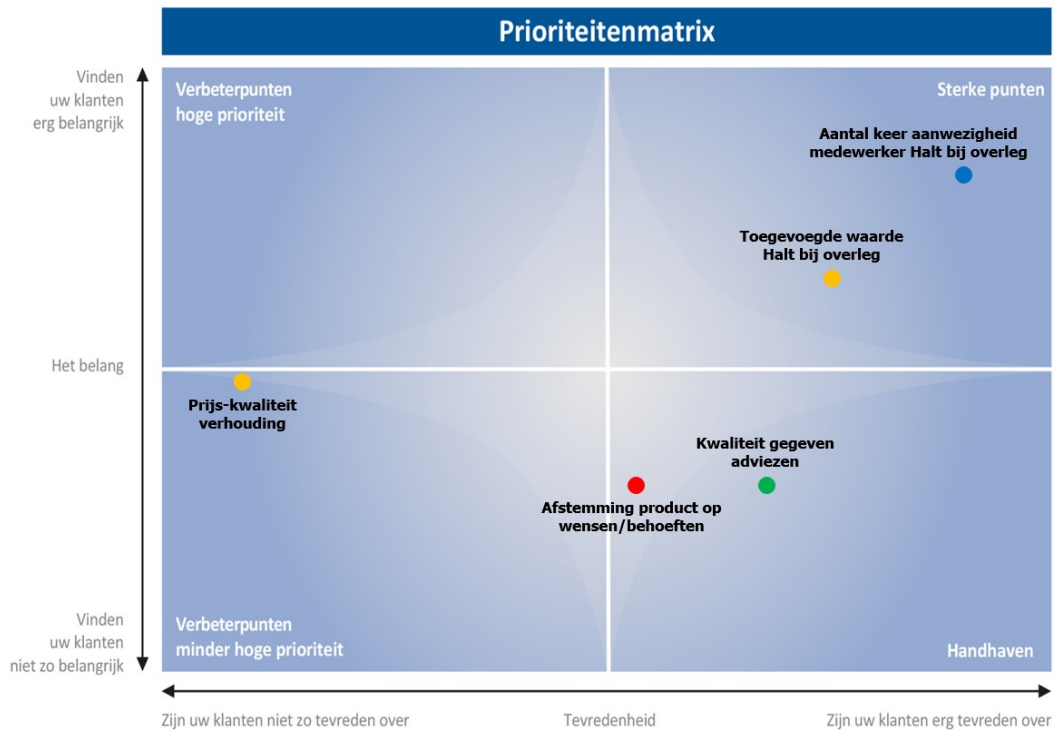 Prioriteitenmatrix
Vinden
uw klanten
erg belangrijk
Verbeterpunten
hoge prioriteit
Sterke punten
Aantal keer aanwezigheid
medewerker Halt bij overleg
Toegevoegde waarde
Halt bij overleg
Het belang
Prijs-kwaliteit
verhouding
Kwaliteit gegeven
adviezen
Afstemming product op
wensen/behoeften
Vinden
uw klanten
niet zo belangrijk
Verbeterpunten
minder hoge prioriteit
Handhaven
Zijn uw klanten niet zo tevreden over
Tevredenheid
Zijn uw klanten erg tevreden over